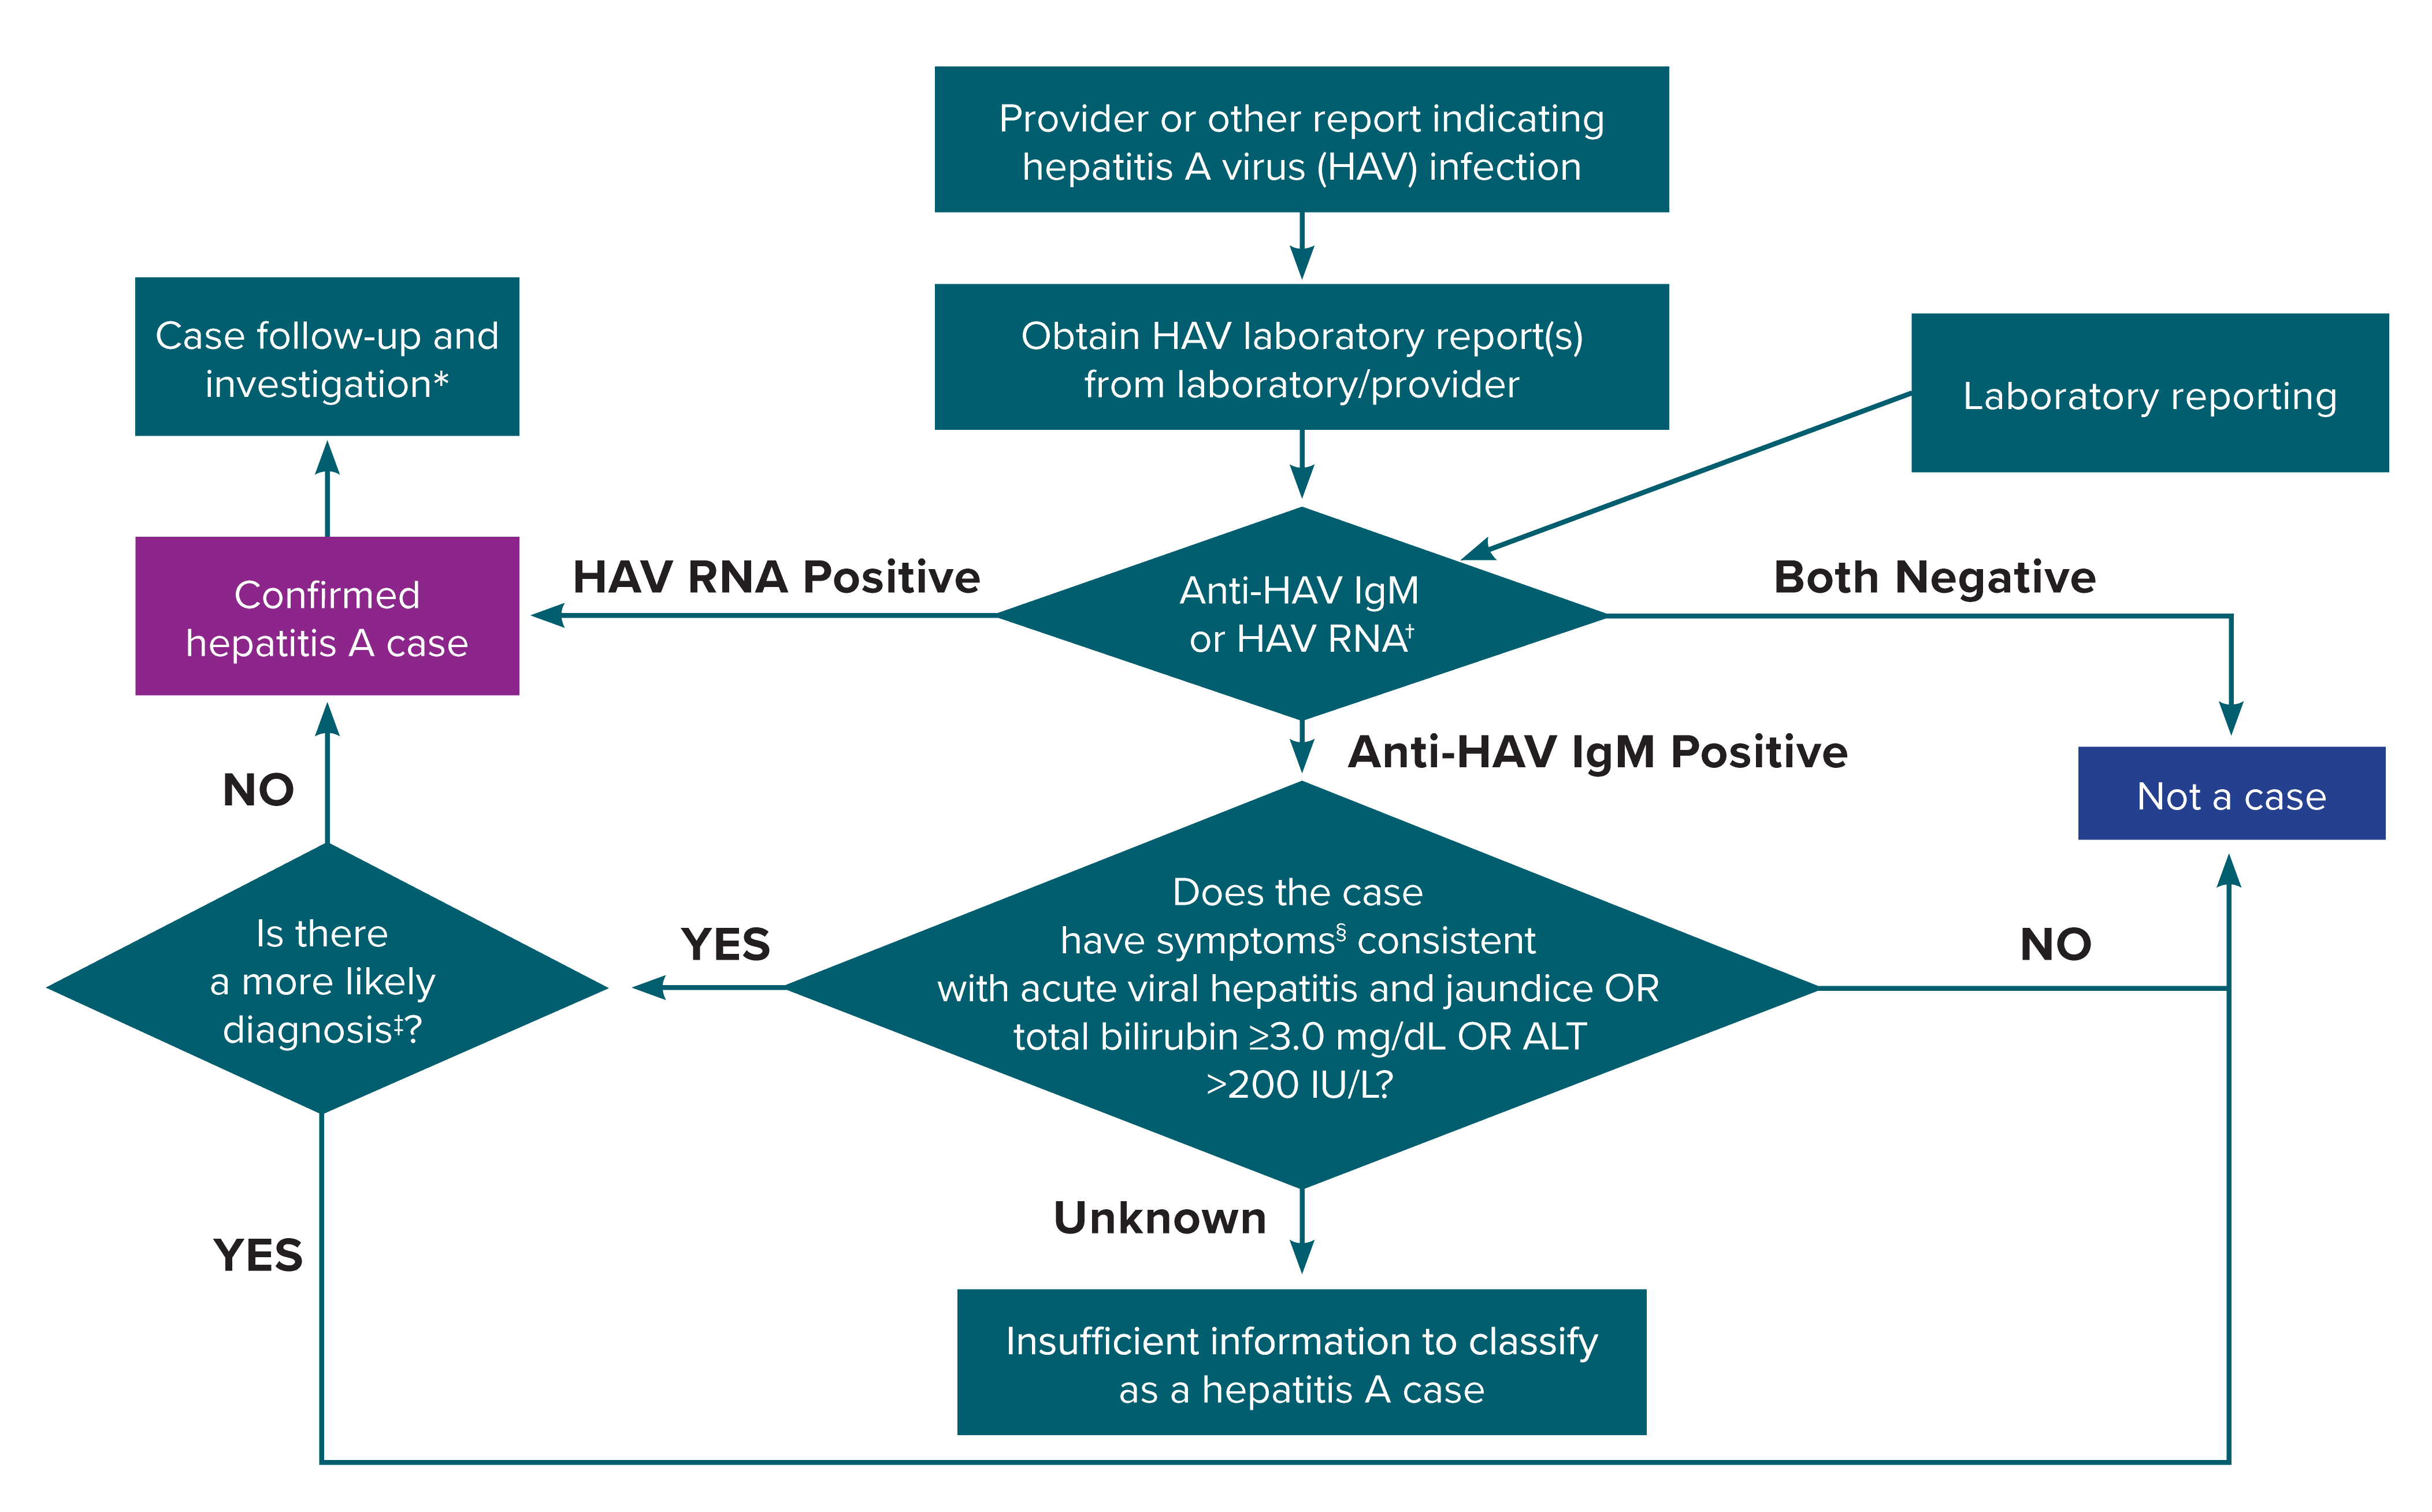 Provider or other report indicating
hepatitis A virus (HAV) infection
Case follow-up and
investigation*
Obtain HAV laboratory report(s)
from laboratory/provider
Laboratory reporting
Confirmed
hepatitis A case
HAV RNA Positive
Anti-HAV IgM
or HAV RNA†
Both Negative
Anti-HAV IgM Positive
Not a case
NO
Is there
a more likely
diagnosis‡?
YES
Does the case
have symptoms§ consistent
with acute viral hepatitis and jaundice OR
total bilirubin ≥3.0 mg/dL OR ALT
>200 IU/L?
NO
Unknown
YES
Insufficient information to classify
as a hepatitis A case